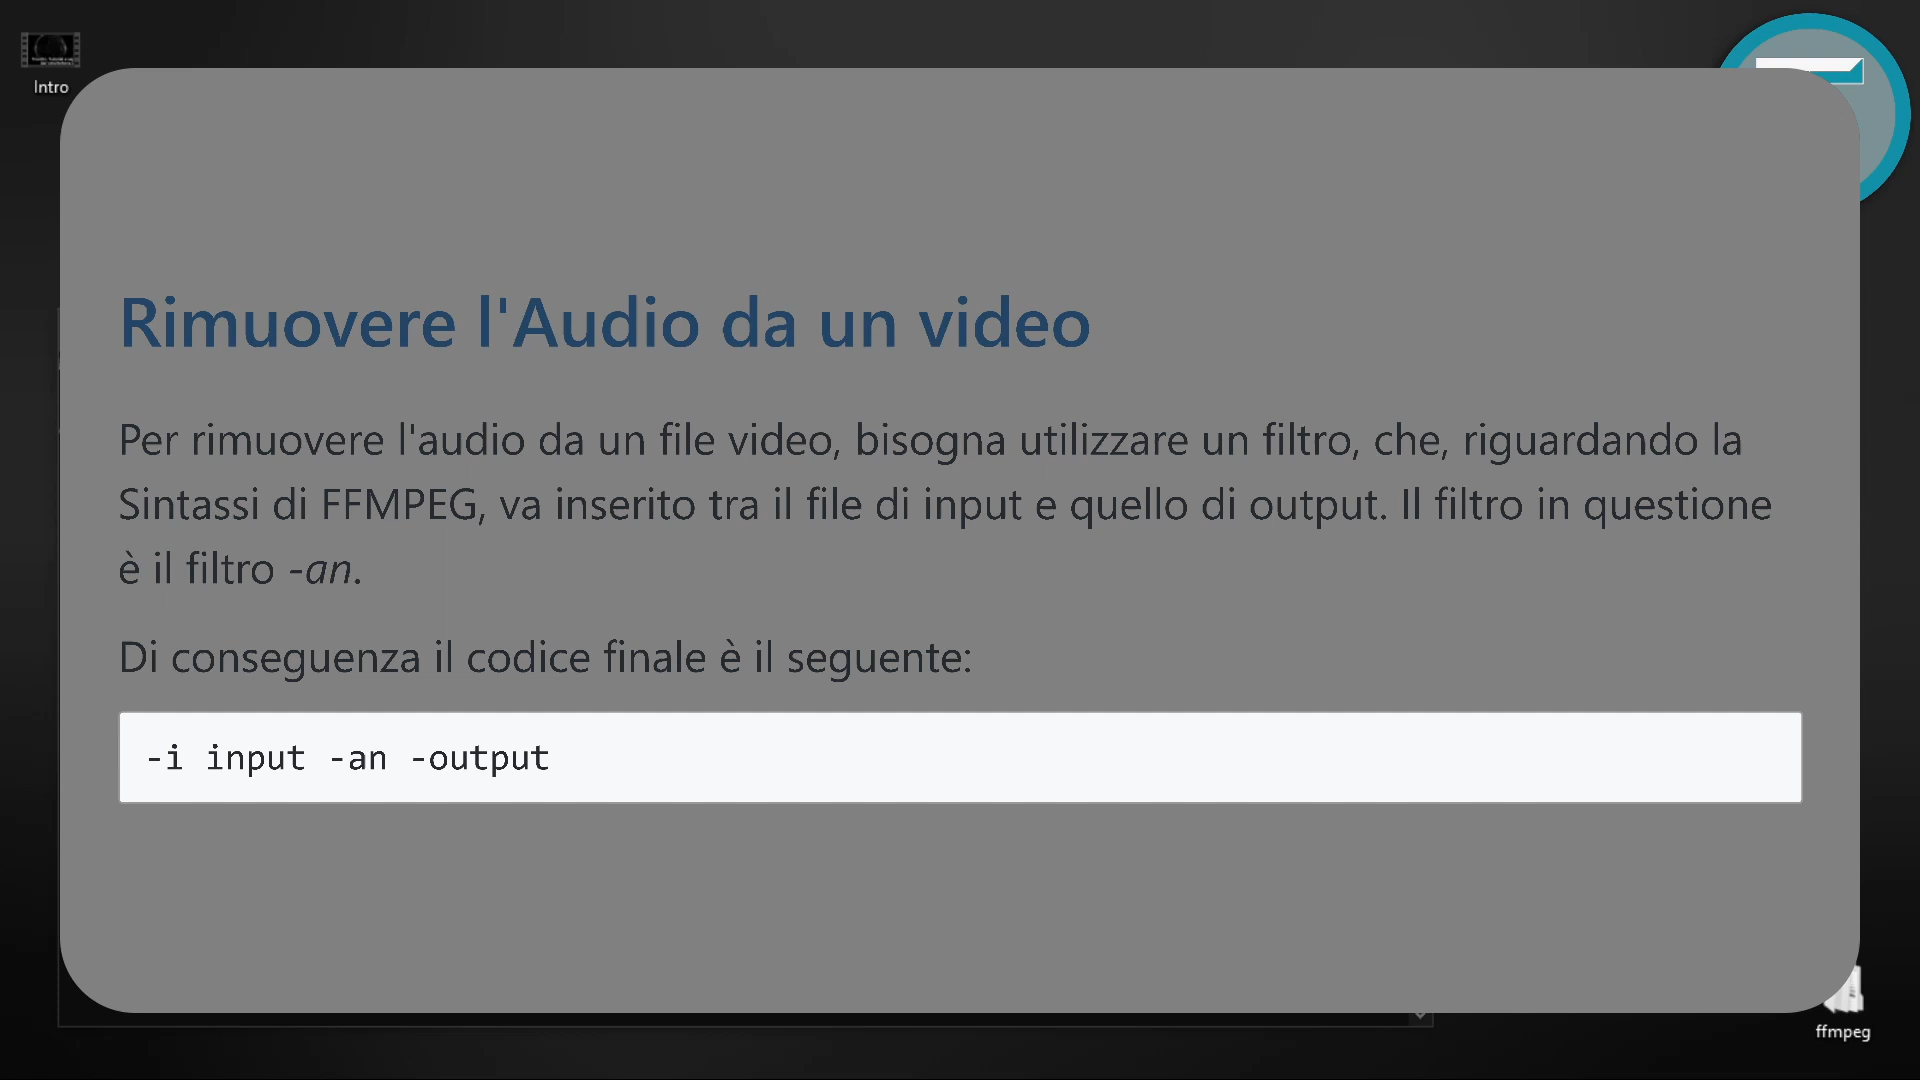 Intro
Rimuovere l'Audio da un video
Per rimuovere l'audio da un file video, bisogna utilizzare un filtro, che, riguardando la
Sintassi di FFMPEG, va inserito tra il file di input e quello di output. Il filtro in questione
è il filtro -an.
Di conseguenza il codice finale è il seguente:
-i input -an -output
ffmpeg